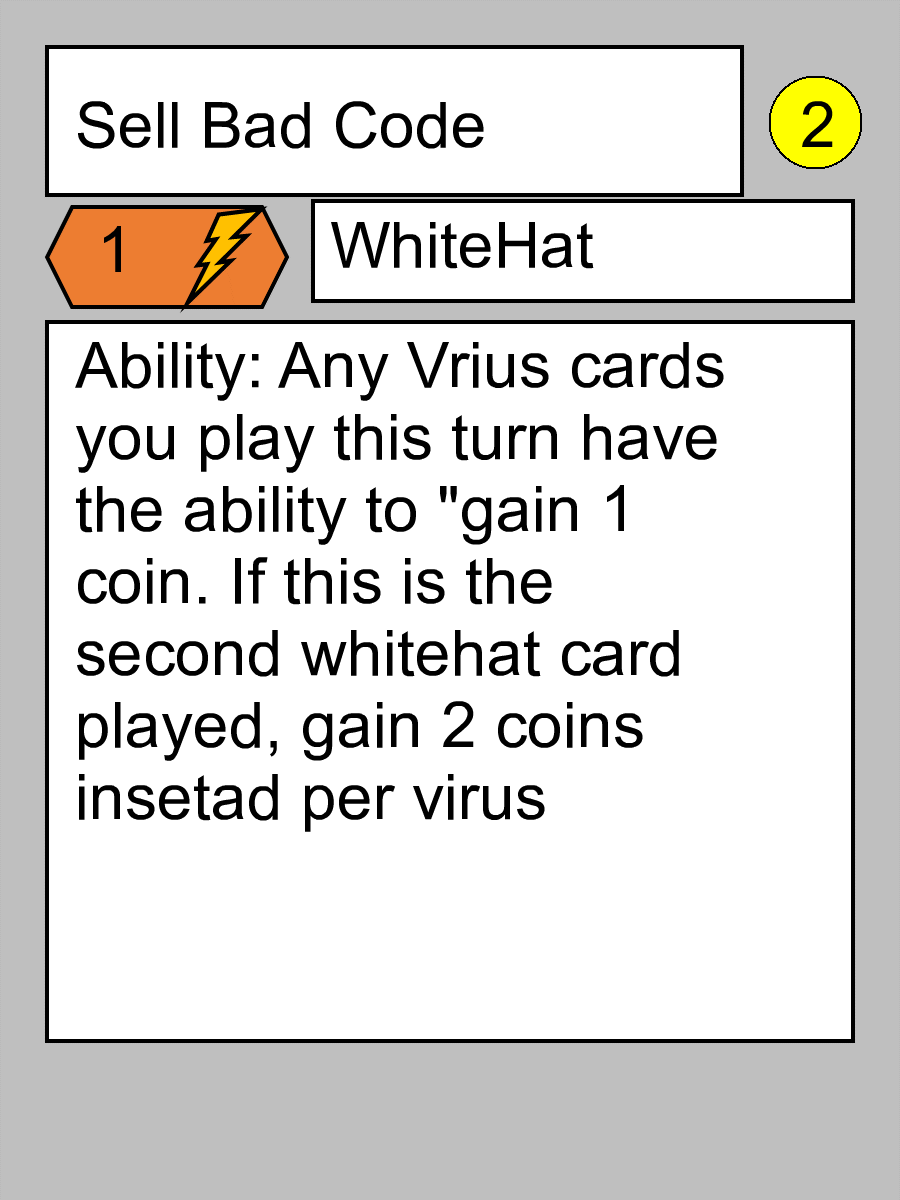 Sell Bad Code
2
1
WhiteHat
Ability: Any Vrius cards
you play this turn have
the ability to "gain 1
coin. If this is the
second whitehat card
played, gain 2 coins
insetad per virus